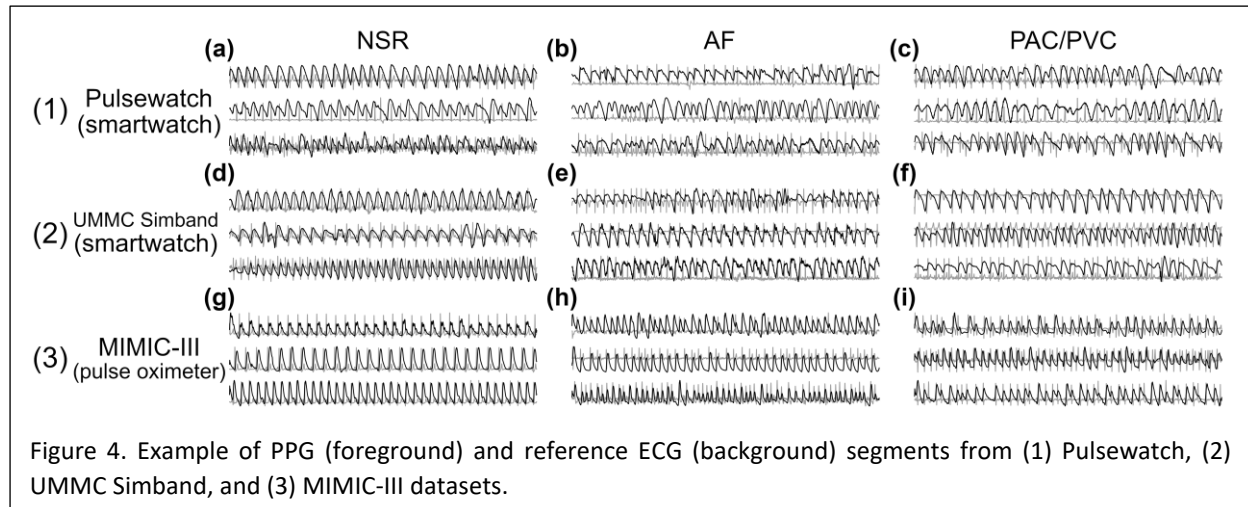 NSR AF PAC/PVC
(a) (b) (c)
(1) Pulsewatch
(smartwatch)
(d) (e) (f)
(2) UMMC Simband
(smartwatch)
(g) (h) (i)
(3) MIMIC-III
(pulse oximeter)
Figure 4. Example of PPG (foreground) and reference ECG (background) segments from (1) Pulsewatch, (2)
UMMC Simband, and (3) MIMIC-III datasets.